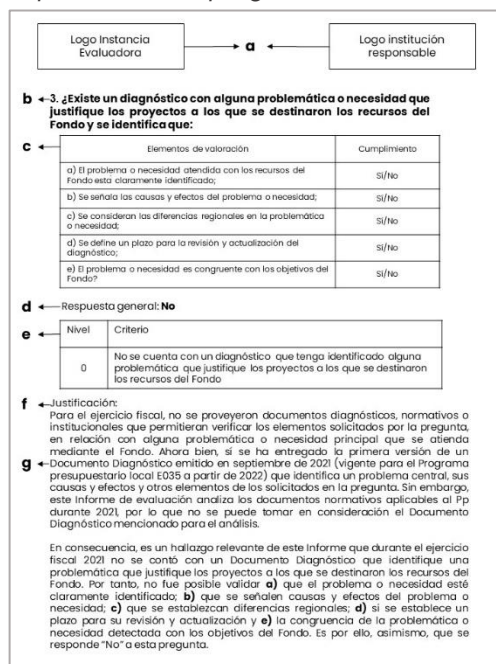 Logo Instancia Evaluadora
a
Logo institución responsable
b 3. ¿Existe un diagnóstico con alguna problemática o necesidad que
justifique los proyectos a los que se destinaron los recursos del
Fondo y se identifica que:
c
Elementos de valoración Cumplimiento
a) El problema o necesidad atendida con los recursos del
Fondo esta claramente identificado; Sí/No
b) Se señala las causas y efectos del problema o necesidad; Sí/No
c) Se consideran las diferencias regionales en la problemática
o necesidad; Sí/No
d) Se define un plazo para la revisión y actualización del
diagnóstico; Sí/No
e) El problema o necesidad es congruente con los objetivos del
Fondo? Sí/No
d Respuesta general: No
e
Nivel Criterio
0 No se cuenta con un diagnóstico que tenga identificado alguna
problemática que justifique los proyectos a los que se destinaron
los recursos del Fondo
f Justificación:
Para el ejercicio fiscal, no se proveyeron documentos diagnósticos, normativos o
institucionales que permitieran verificar los elementos solicitados por la pregunta,
en relación con alguna problemática o necesidad principal que se atienda
mediante el Fondo. Ahora bien, sí se ha entregado la primera versión de un
g Documento Diagnóstico emitido en septiembre de 2021 (vigente para el Programa
presupuestario local E035 a partir de 2022) que identifica un problema central, sus
causas y efectos y otros elementos de los solicitados en la pregunta. Sin embargo,
este Informe de evaluación analiza los documentos normativos aplicables al Pp
durante 2021, por lo que no se puede tomar en consideración el Documento
Diagnóstico mencionado para el análisis.
En consecuencia, es un hallazgo relevante de este Informe que durante el ejercicio
fiscal 2021 no se contó con un Documento Diagnóstico que identifique una
problemática que justifique los proyectos a los que se destinaron los recursos del
Fondo. Por tanto, no fue posible validar a) que el problema o necesidad esté
claramente identificado; b) que se señalen causas y efectos del problema o
necesidad; c) que se establezcan diferencias regionales; d) si se establece un
plazo para su revisión y actualización y e) la congruencia de la problemática o
necesidad detectada con los objetivos del Fondo. Es por ello, asimismo, que se
responde "No" a esta pregunta.